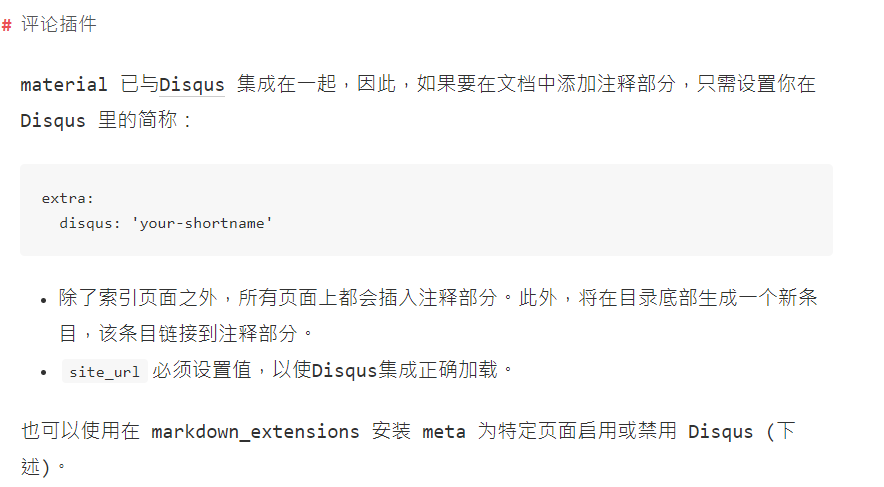 # 评论插件
material 已与Disqus 集成在一起，因此，如果要在文档中添加注释部分，只需设置你在
Disqus 里的简称：
extra:
  disqus: 'your-shortname'
• 除了索引页面之外，所有页面上都会插入注释部分。此外，将在目录底部生成一个新条
目，该条目链接到注释部分。
• site_url 必须设置值，以使Disqus集成正确加载。
也可以使用在 markdown_extensions 安装 meta 为特定页面启用或禁用 Disqus (下
述)。